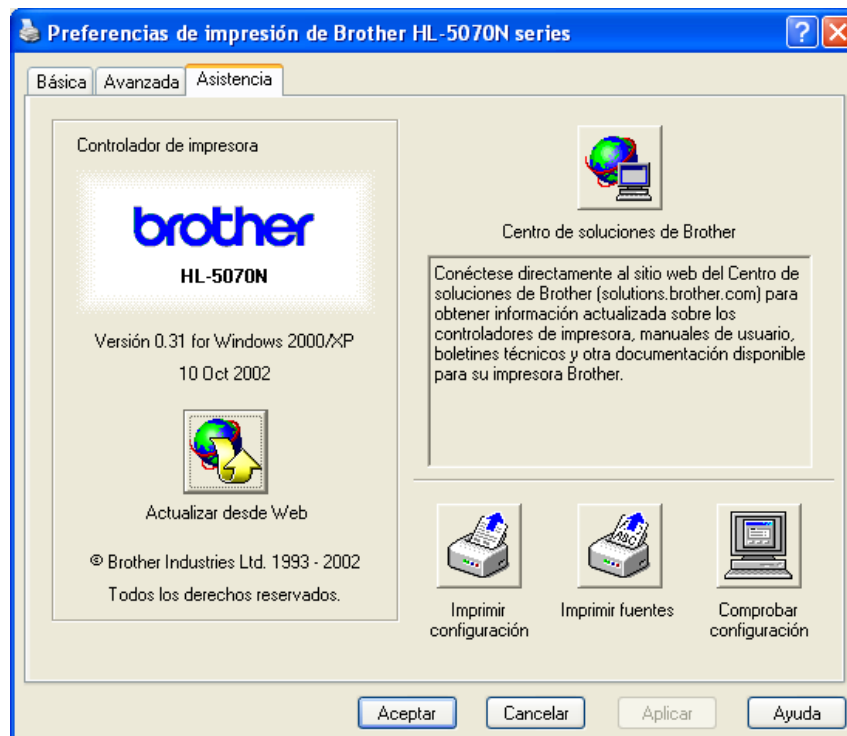 Preferencias de impresión de Brother HL-5070N series
Básica
Avanzada
Asistencia
Controlador de impresora
brother
HL-5070N
Versión 0.31 for Windows 2000/XP
10 Oct 2002
Actualizar desde Web
© Brother Industries Ltd. 1993 - 2002
Todos los derechos reservados.
Centro de soluciones de Brother
Conéctese directamente al sitio web del Centro de
soluciones de Brother (solutions.brother.com) para
obtener información actualizada sobre los
controladores de impresora, manuales de usuario,
boletines técnicos y otra documentación disponible
para su impresora Brother.
ABC
Imprimir
configuración
Imprimir fuentes
Comprobar
configuración
Aceptar
Cancelar
Aplicar
Ayuda